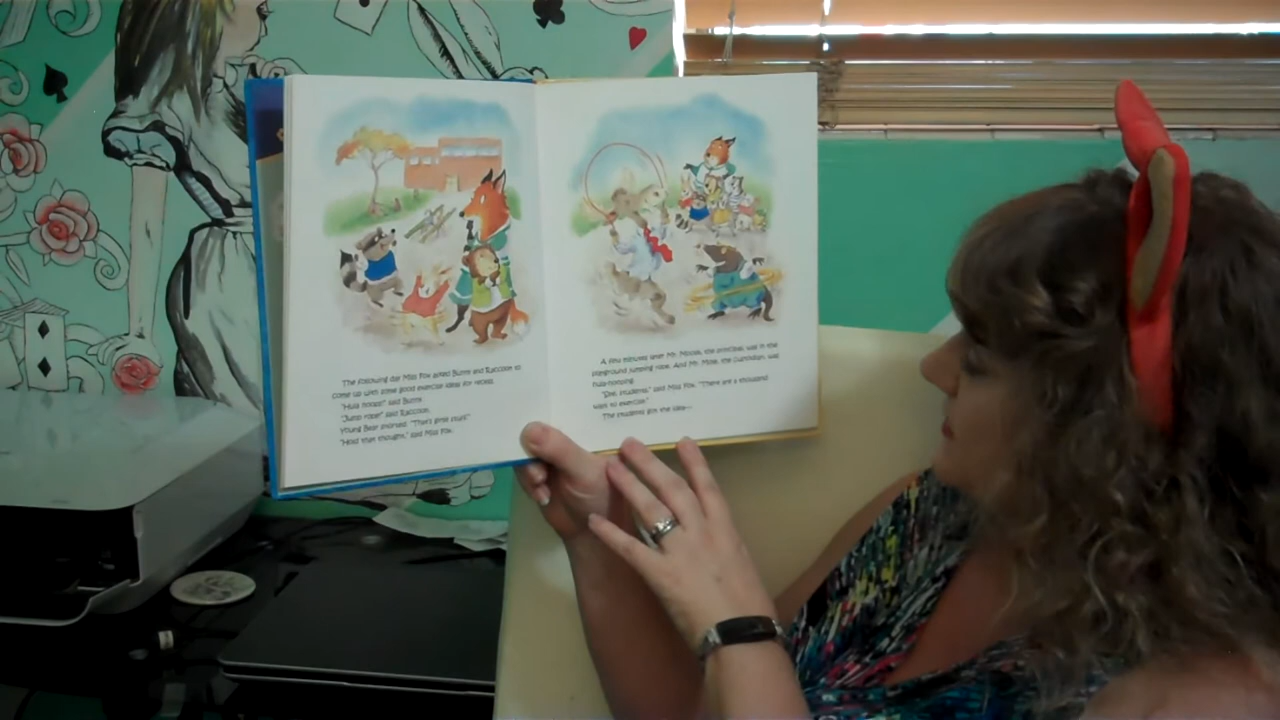 The following day Miss Fox asked Bunny and Raccoon to
come up with some good exercise ideas for recess.
"Hula hoops!" said Bunny.
"Jump rope!" said Raccoon.
Young Bear snorted. "That's girls' stuff!"
"Hold that thought," said Miss Fox.
A few minutes later Mr. Moose, the principal, was in the
playground jumping rope. And Mr. Mole, the custodian, was
hula-hooping.
"See, students," said Miss Fox. "There are a thousand
ways to exercise."
The students got the idea—